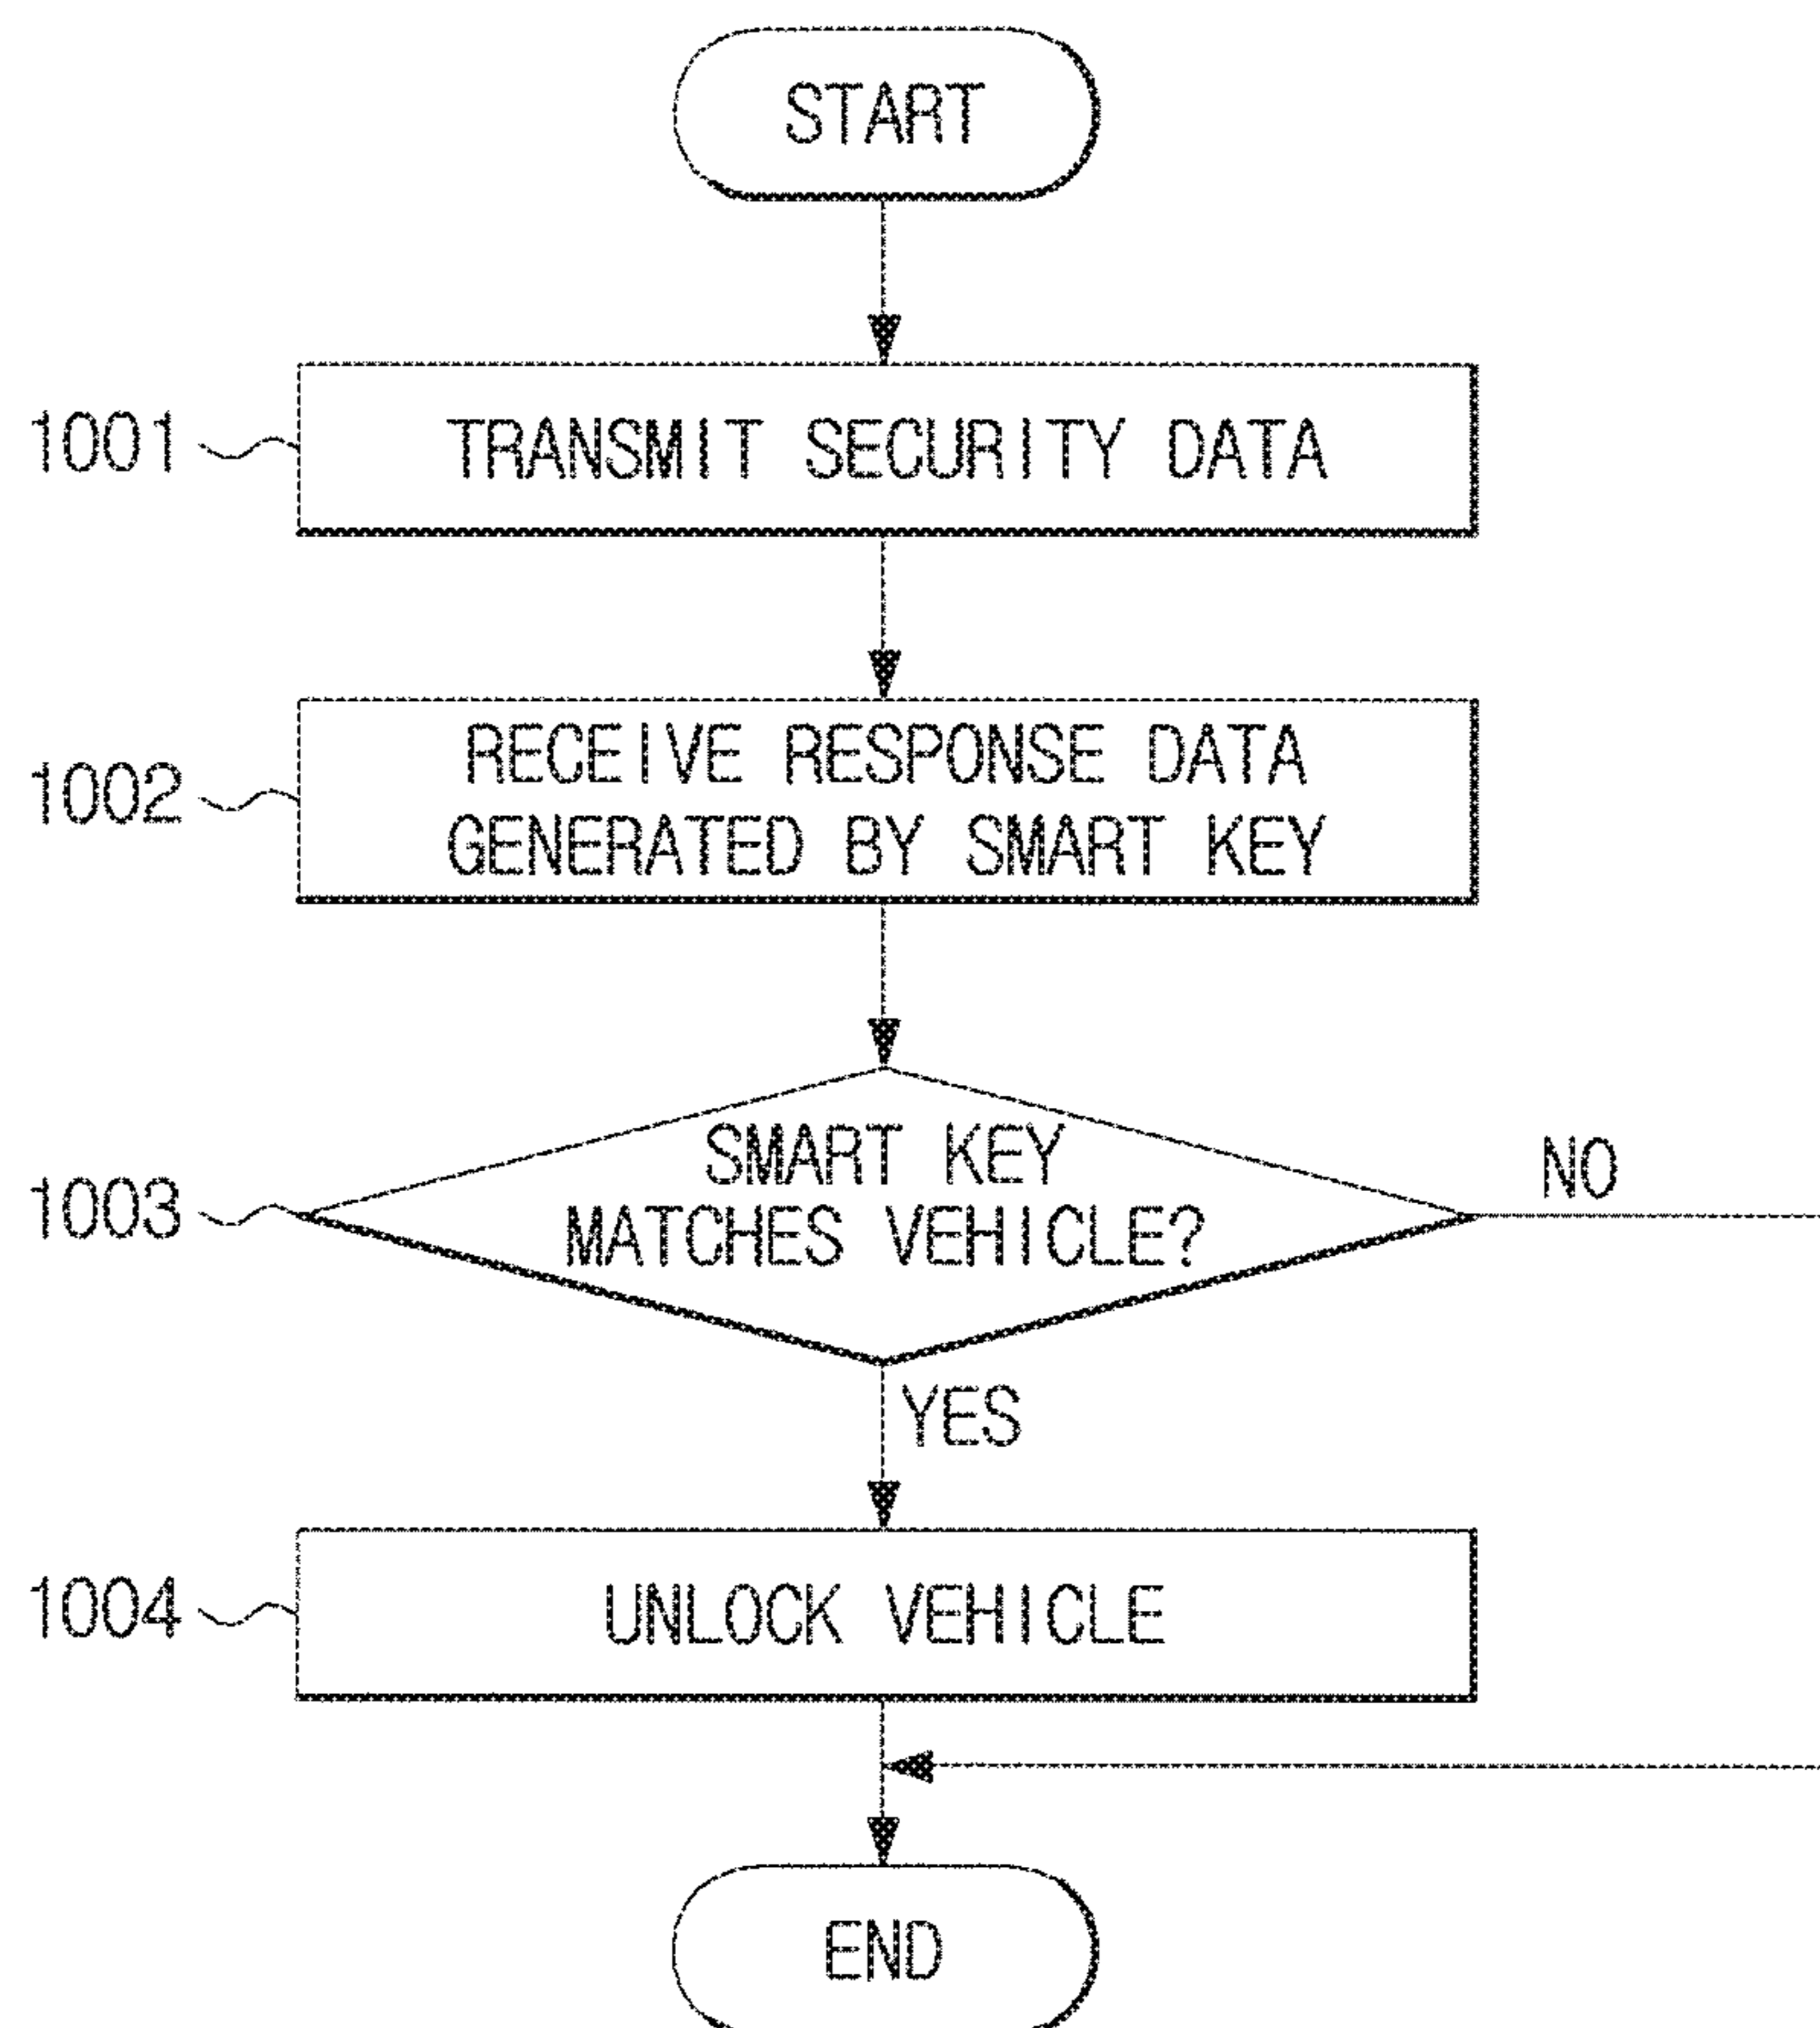 START
1001
TRANSMIT SECURITY DATA
1002
RECEIVE RESPONSE DATA
GENERATED BY SMART KEY
1003
SMART KEY
MATCHES VEHICLE?
NO
YES
1004
UNLOCK VEHICLE
END